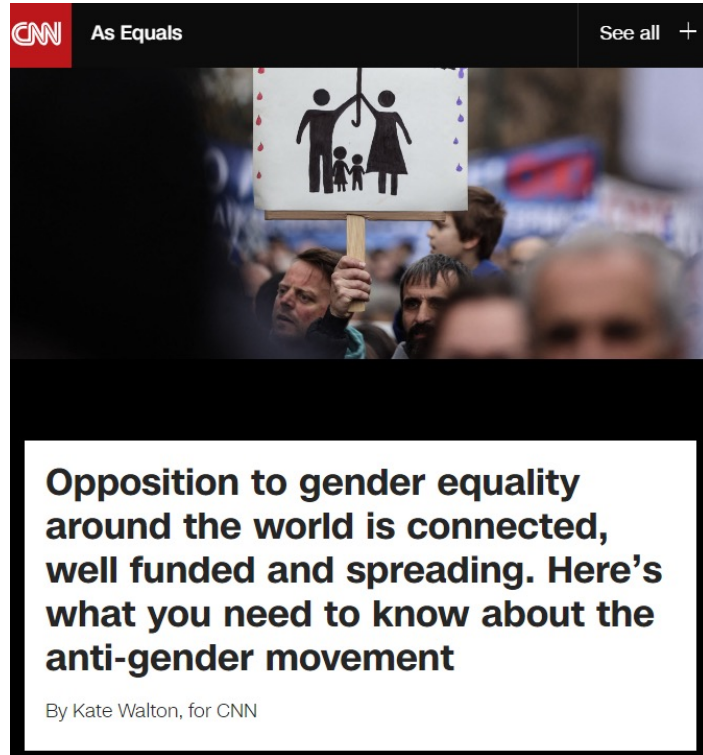 CNN
As Equals
See all +
Opposition to gender equality
around the world is connected,
well funded and spreading. Here’s
what you need to know about the
anti-gender movement
By Kate Walton, for CNN